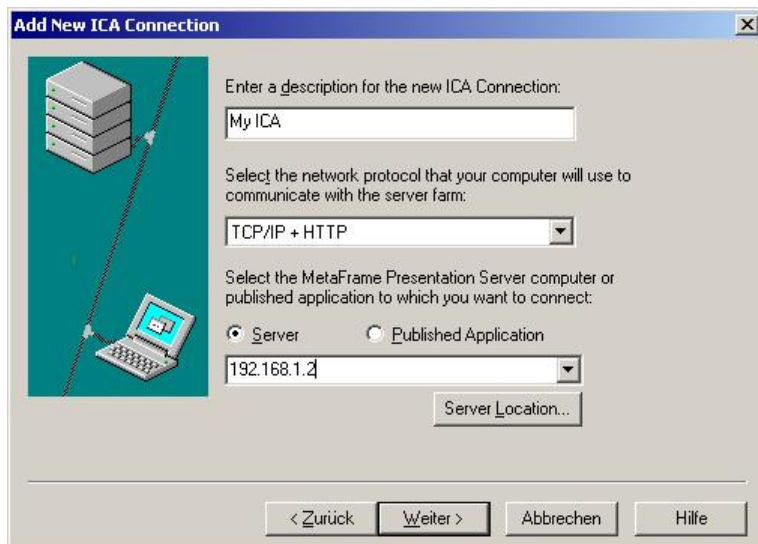 Add New ICA Connection
Enter a description for the new ICA Connection:
My ICA
Select the network protocol that your computer will use to
communicate with the server farm:
TCP/IP + HTTP
Select the MetaFrame Presentation Server computer or
published application to which you want to connect:
Server Published Application
192.168.1.2
Server Location...
< Zurück Weiter > Abbrechen Hilfe